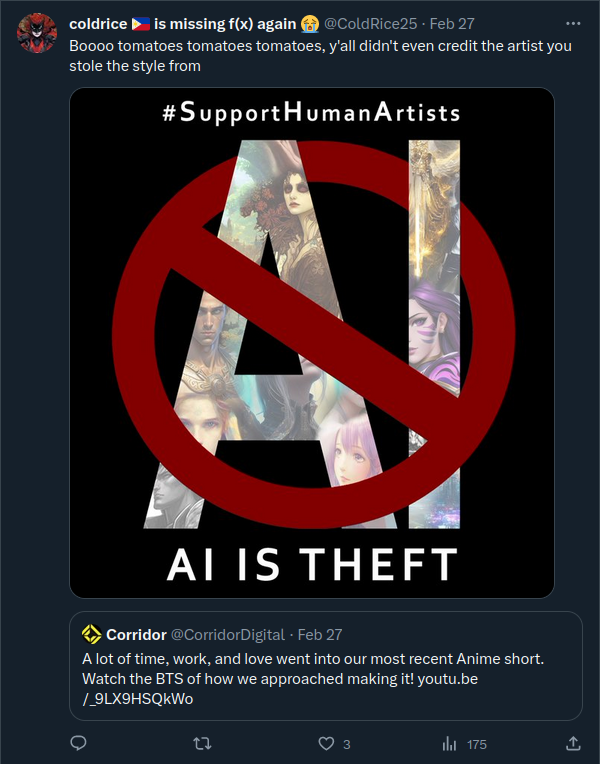 coldrice 🇵🇭 is missing f(x) again 😭 @ColdRice25 · Feb 27
Boooo tomatoes tomatoes tomatoes, y'all didn't even credit the artist you
stole the style from
#SupportHumanArtists
AI
AI IS THEFT
Corridor @CorridorDigital · Feb 27
A lot of time, work, and love went into our most recent Anime short.
Watch the BTS of how we approached making it! youtu.be
/_9LX9HSQkWo
3
175